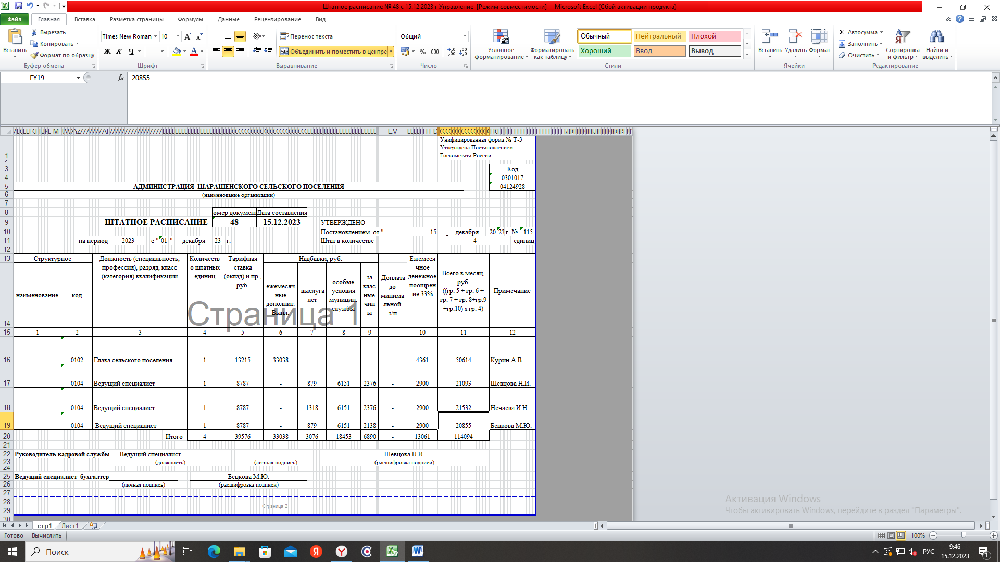 Штатное расписание № 48 с 15.12.2023 г Управление [Режим совместимости] - Microsoft Excel (Сбой активации продукта)
Файл Главная Вставка Разметка страницы Формулы Данные Рецензирование Вид
Вставить
Вырезать
Копировать
Формат по образцу
Буфер обмена
Times New Roman 10
Ж К Ч
Шрифт
Перенос текста
Объединить и поместить в центре
Выравнивание
Общий
% 000
Число
Условное форматирование
Форматировать как таблицу
Обычный Нейтральный Плохой
Хороший Ввод Вывод
Стили
Вставить Удалить Формат
Ячейки
Автосумма
Заполнить
Очистить
Сортировка и фильтр
Найти и выделить
Редактирование
FY19 fx 20855
Унифицированная форма № Т-3
Утверждена Постановлением
Госкомстата России
Код
0301017
АДМИНИСТРАЦИЯ ШАРАШЕНСКОГО СЕЛЬСКОГО ПОСЕЛЕНИЯ 04124928
(наименование организации)
омер документ Дата составления
ШТАТНОЕ РАСПИСАНИЕ 48 15.12.2023 УТВЕРЖДЕНО
Постановлением от " 15 _ декабря 20 23 г. № 115
на период 2023 с " 01 " декабря 23 г. Штат в количестве 4 единиц
Структурное
наименование
код
Должность (специальность, профессия), разряд, класс (категория) квалификации
Количеств о штатных единиц
Тарифная ставка (оклад) и пр., руб.
Надбавки, руб.
ежемесяч ные дополнит. Выпл.
выслуга лет
особые условия муницип. службы
за клас ные чин ы
Доплата до минима льной з/п
Ежемеся чное денежное поощрен ие 33%
Всего в месяц, руб. ((гр. 5 + гр. 6 + гр. 7 + гр. 8+гр.9 +гр.10) х гр. 4)
Примечание
Страница 1
1 2 3 4 5 6 7 8 9 10 11 12
0102 Глава сельского поселения 1 13215 33038 - - - - 4361 50614 Курин А.В.
0104 Ведущий специалист 1 8787 - 879 6151 2376 - 2900 21093 Шевцова Н.И.
0104 Ведущий специалист 1 8787 - 1318 6151 2376 - 2900 21532 Нечаева И.Н.
0104 Ведущий специалист 1 8787 - 879 6151 2138 - 2900 20855 Бецкова М.Ю.
Итого 4 39576 33038 3076 18453 6890 - 13061 114094
Руководитель кадровой службы Ведущий специалист Шевцова Н.И.
(должность) (личная подпись) (расшифровка подписи)
Ведущий специалист бухгалтер Бецкова М.Ю.
(личная подпись) (расшифровка подписи)
Страница 2
Активация Windows
Чтобы активировать Windows, перейдите в раздел "Параметры".
стр1 Лист1
Готово Вычислить 100%
Поиск
РУС
9:46
15.12.2023